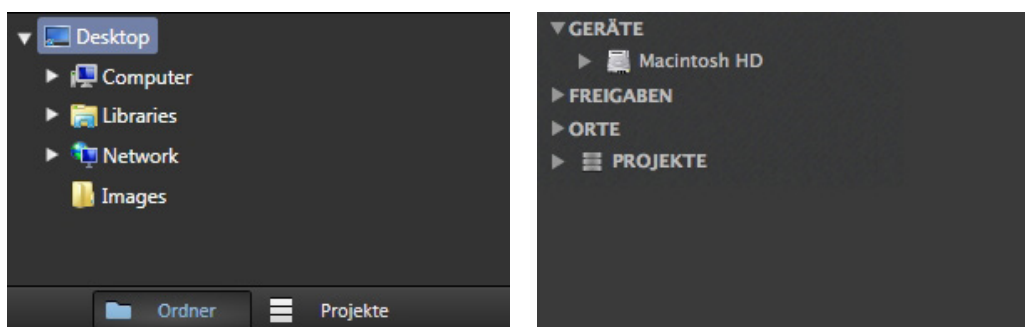 Desktop
Computer
Libraries
Network
Images
Ordner Projekte
GERÄTE
Macintosh HD
FREIGABEN
ORTE
PROJEKTE